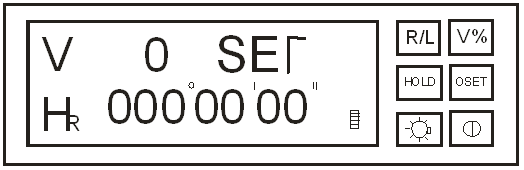 V 0 SET
HR 000°00'00"
R/L V%
HOLD OSET